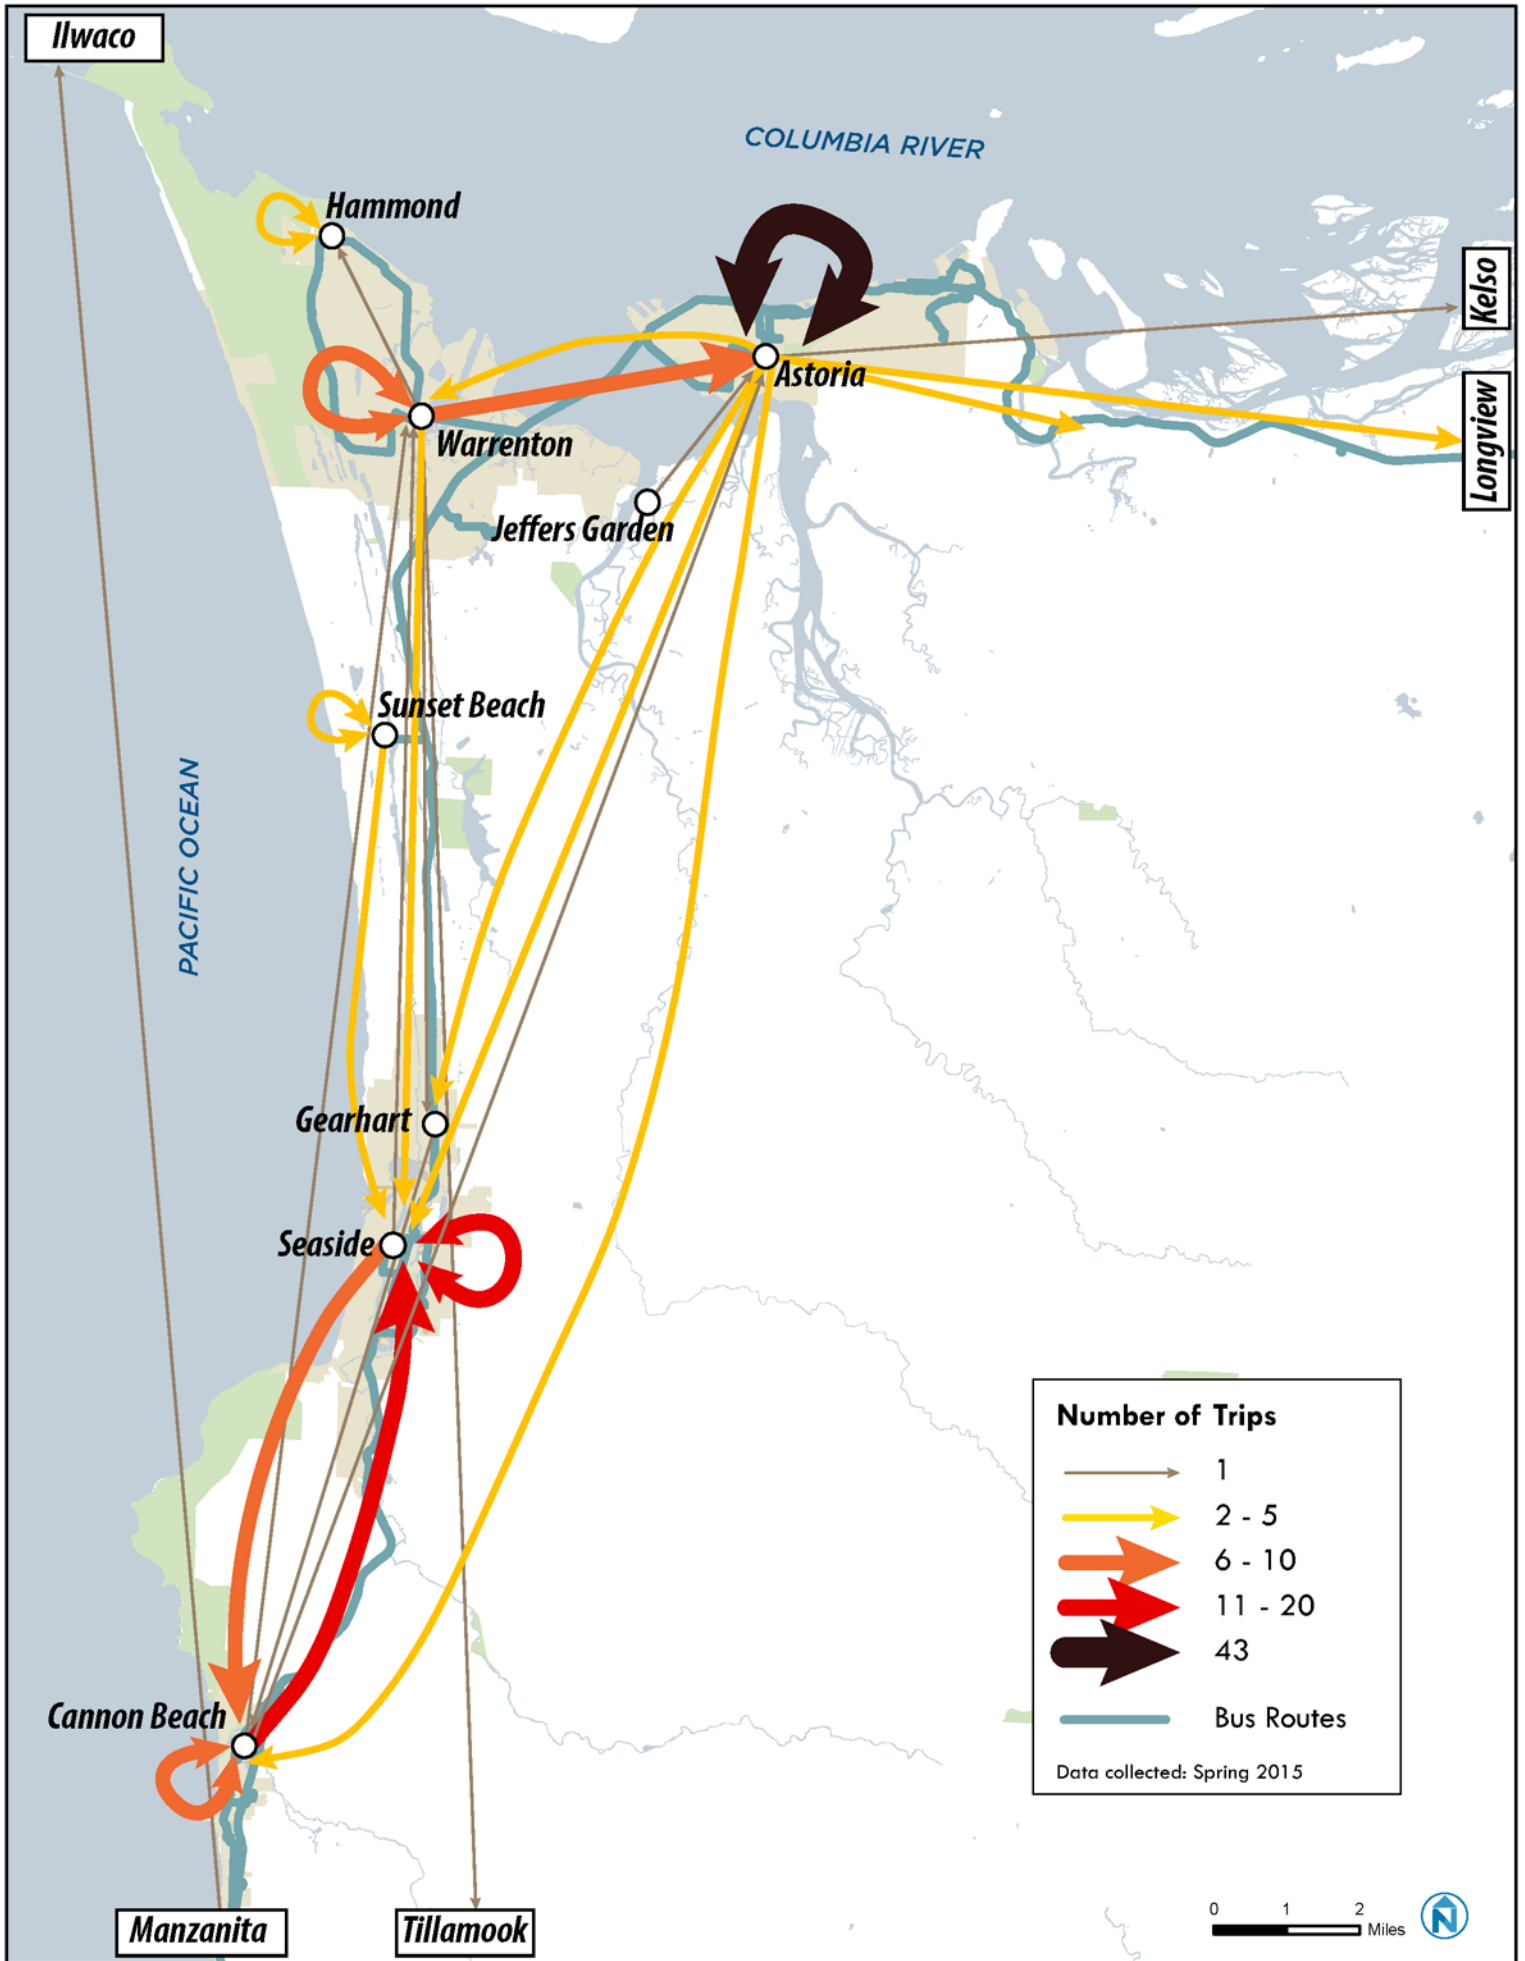 Ilwaco
COLUMBIA RIVER
Hammond
Kelso
Astoria
Longview
Warrenton
Jeffers Garden
Sunset Beach
PACIFIC OCEAN
Gearhart
Seaside
Number of Trips
1
2 - 5
6 - 10
11 - 20
43
Bus Routes
Data collected: Spring 2015
Cannon Beach
Manzanita
Tillamook
0 1 2
Miles
N